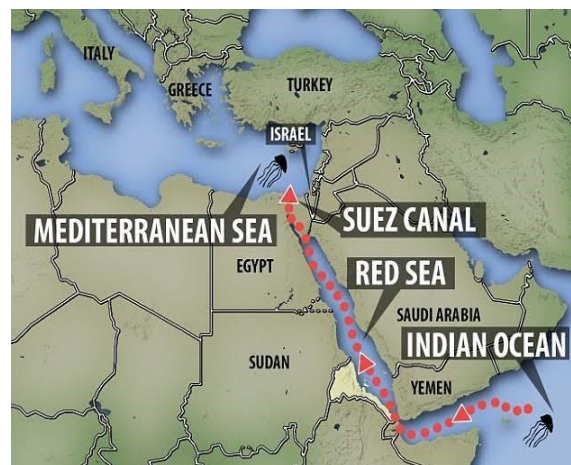 ITALY
GREECE
TURKEY
ISRAEL
MEDITERRANEAN SEA
SUEZ CANAL
EGYPT
RED SEA
SAUDI ARABIA
INDIAN OCEAN
SUDAN
YEMEN